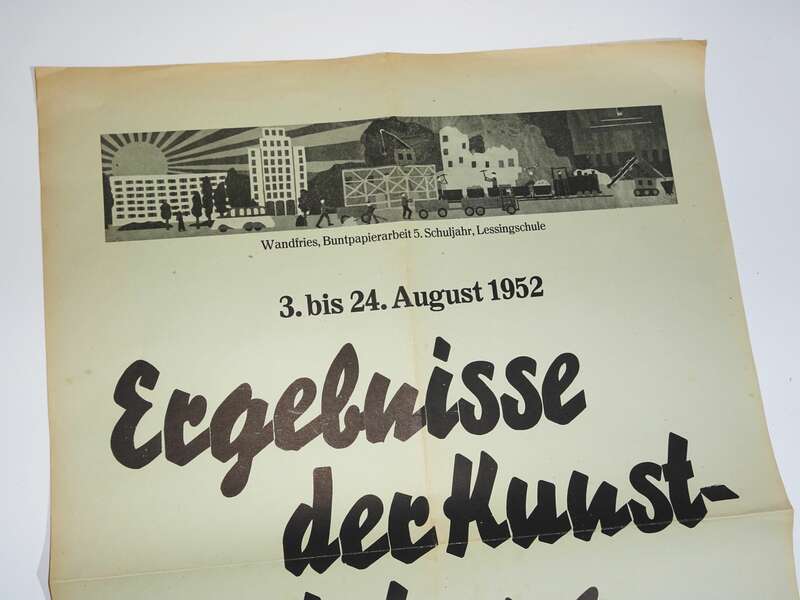 Wandfries, Buntpapierarbeit 5. Schuljahr, Lessingschule
3. bis 24. August 1952
Ergebnisse
der Kunst-